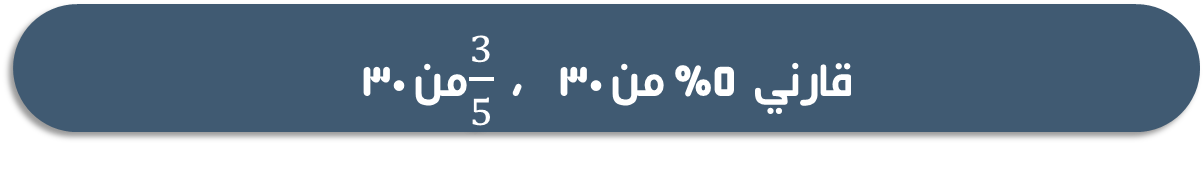 قارني ٥% من ٣٠ ، 3/5 من ٣٠